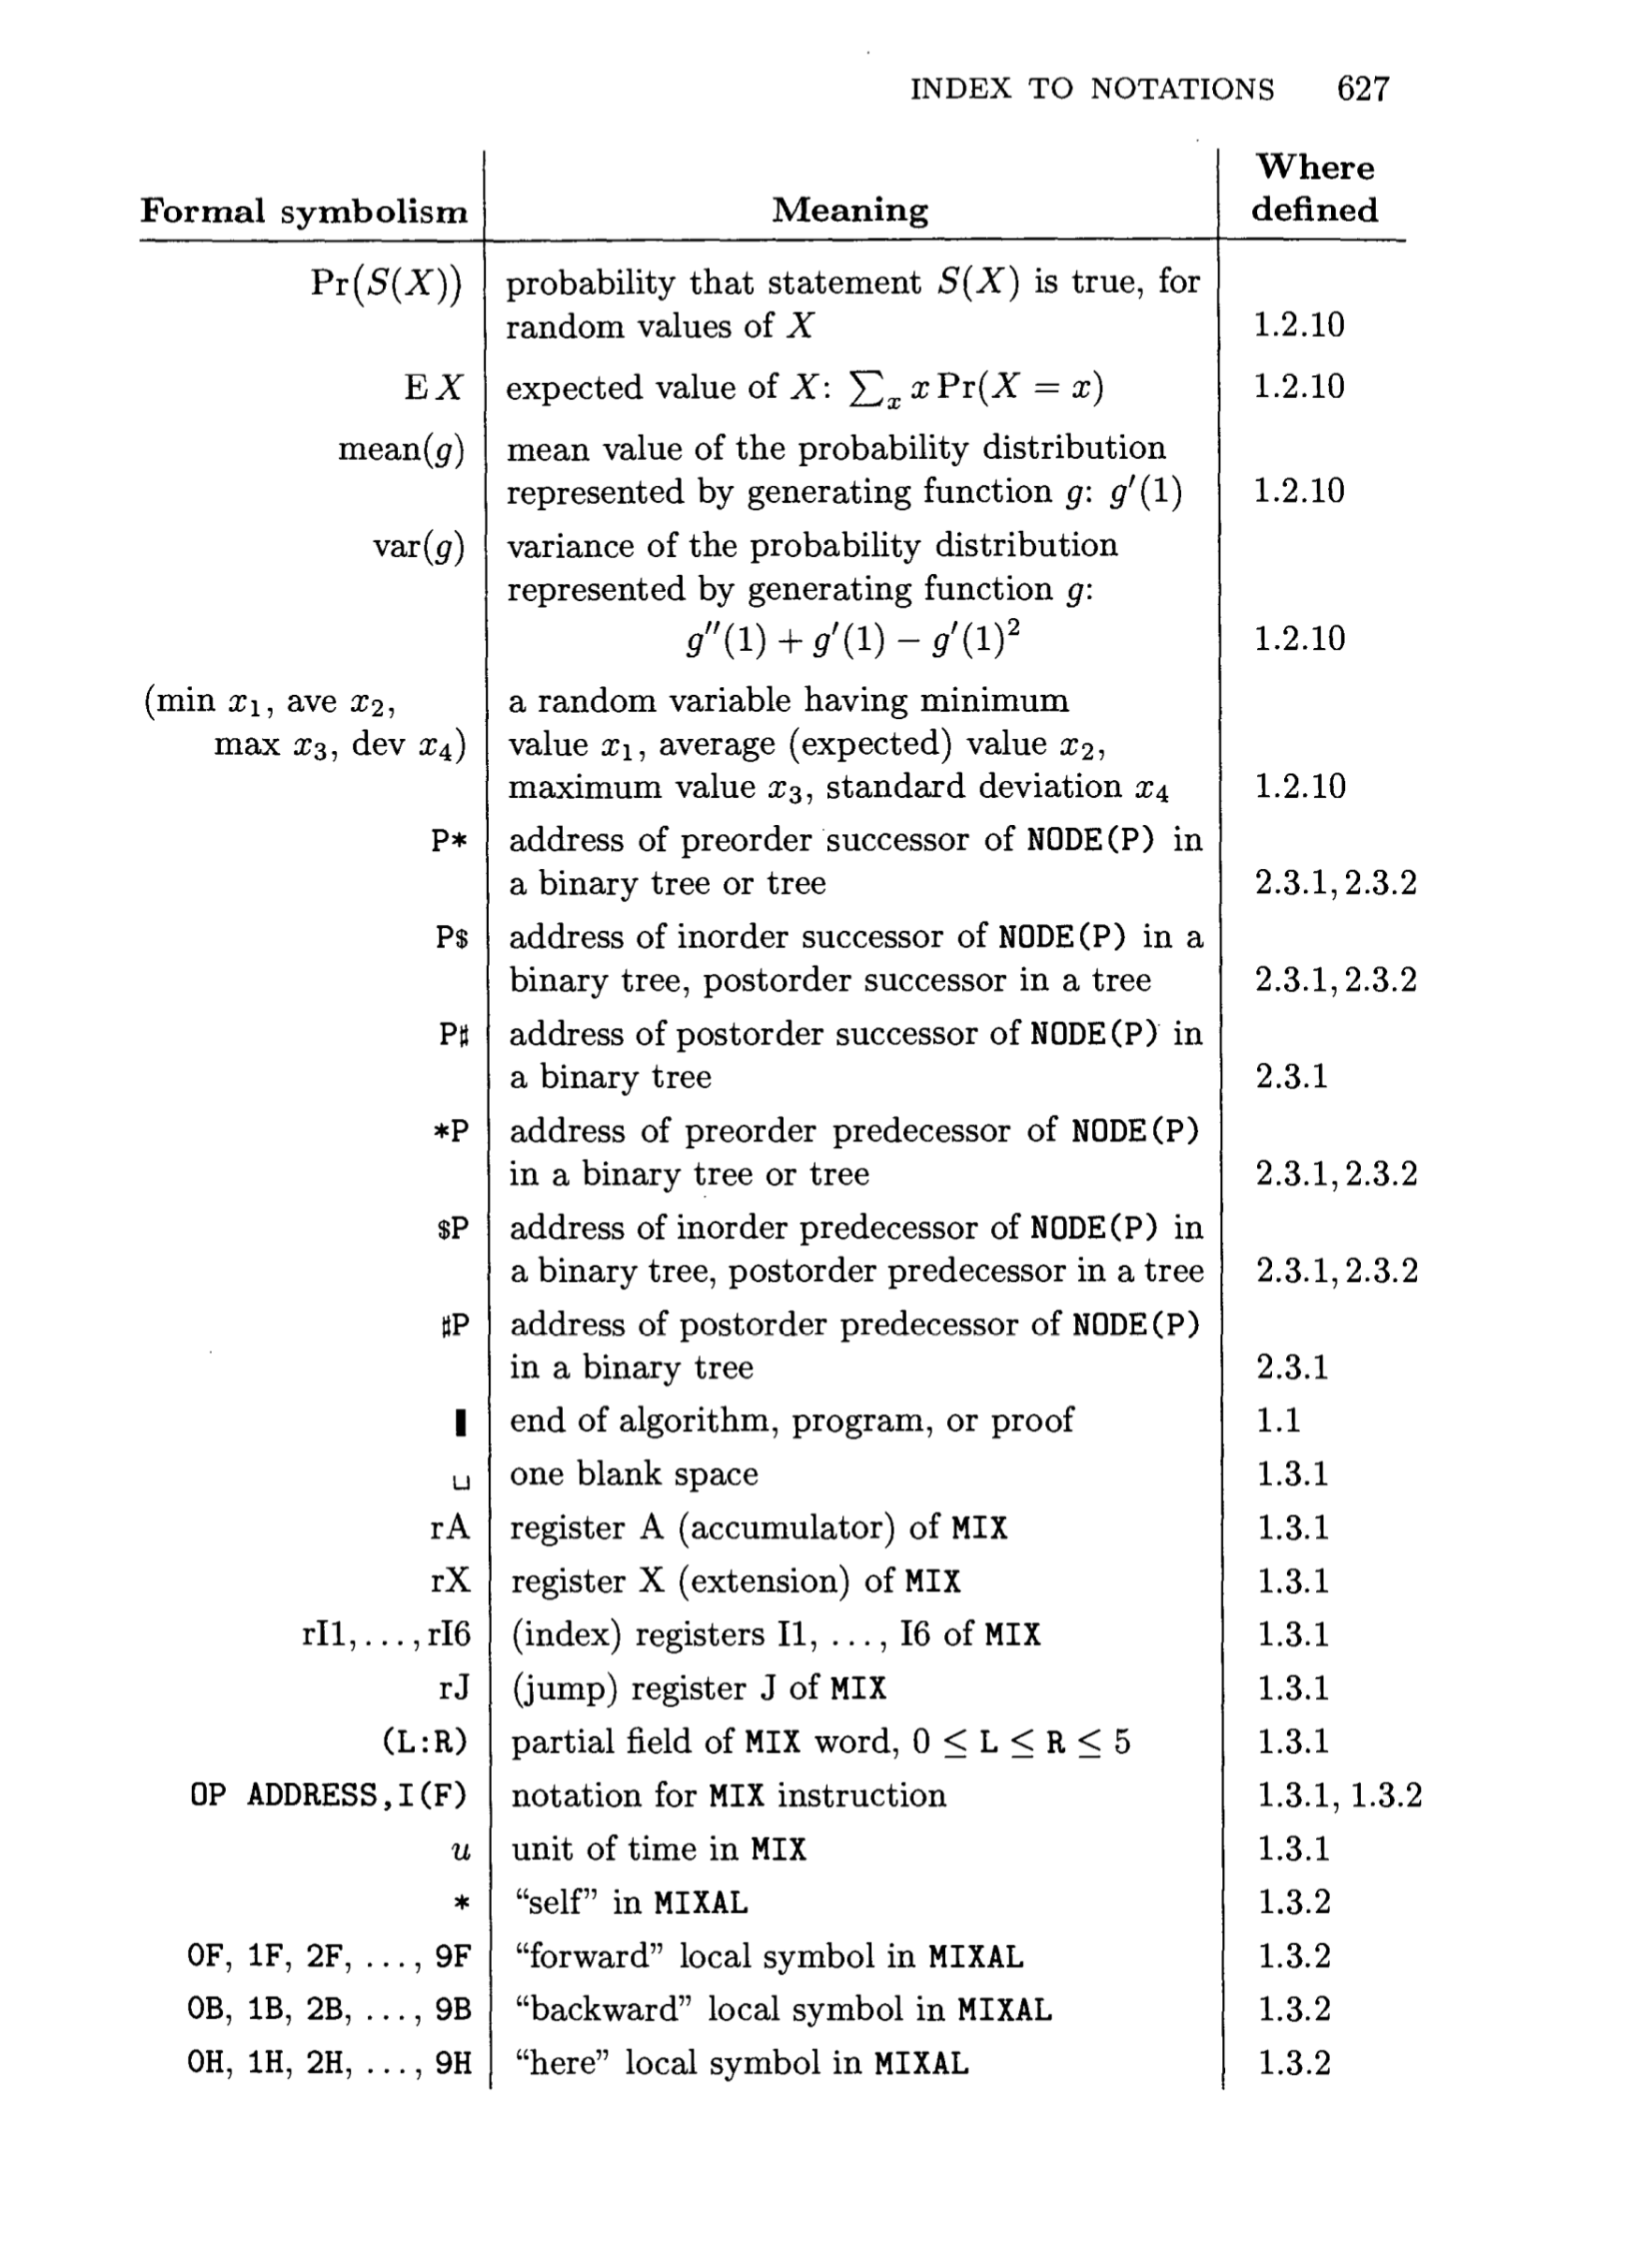 INDEX TO NOTATIONS 627
Where
Formal symbolism Meaning defined
Pr(S(X)) probability that statement S(X) is true, for
random values of X 1.2.10
E X expected value of X: ∑ₓ x Pr(X = x) 1.2.10
mean(g) mean value of the probability distribution
represented by generating function g: g′(1) 1.2.10
var(g) variance of the probability distribution
represented by generating function g:
g″(1) + g′(1) − g′(1)² 1.2.10
(min x₁, ave x₂, a random variable having minimum
max x₃, dev x₄) value x₁, average (expected) value x₂,
maximum value x₃, standard deviation x₄ 1.2.10
P* address of preorder successor of NODE(P) in
a binary tree or tree 2.3.1, 2.3.2
P$ address of inorder successor of NODE(P) in a
binary tree, postorder successor in a tree 2.3.1, 2.3.2
P♯ address of postorder successor of NODE(P) in
a binary tree 2.3.1
*P address of preorder predecessor of NODE(P)
in a binary tree or tree 2.3.1, 2.3.2
$P address of inorder predecessor of NODE(P) in
a binary tree, postorder predecessor in a tree 2.3.1, 2.3.2
♯P address of postorder predecessor of NODE(P)
in a binary tree 2.3.1
▮ end of algorithm, program, or proof 1.1
␣ one blank space 1.3.1
rA register A (accumulator) of MIX 1.3.1
rX register X (extension) of MIX 1.3.1
rI1, ..., rI6 (index) registers I1, ..., I6 of MIX 1.3.1
rJ (jump) register J of MIX 1.3.1
(L:R) partial field of MIX word, 0 ≤ L ≤ R ≤ 5 1.3.1
OP ADDRESS,I(F) notation for MIX instruction 1.3.1, 1.3.2
u unit of time in MIX 1.3.1
* “self” in MIXAL 1.3.2
0F, 1F, 2F, ..., 9F “forward” local symbol in MIXAL 1.3.2
0B, 1B, 2B, ..., 9B “backward” local symbol in MIXAL 1.3.2
0H, 1H, 2H, ..., 9H “here” local symbol in MIXAL 1.3.2